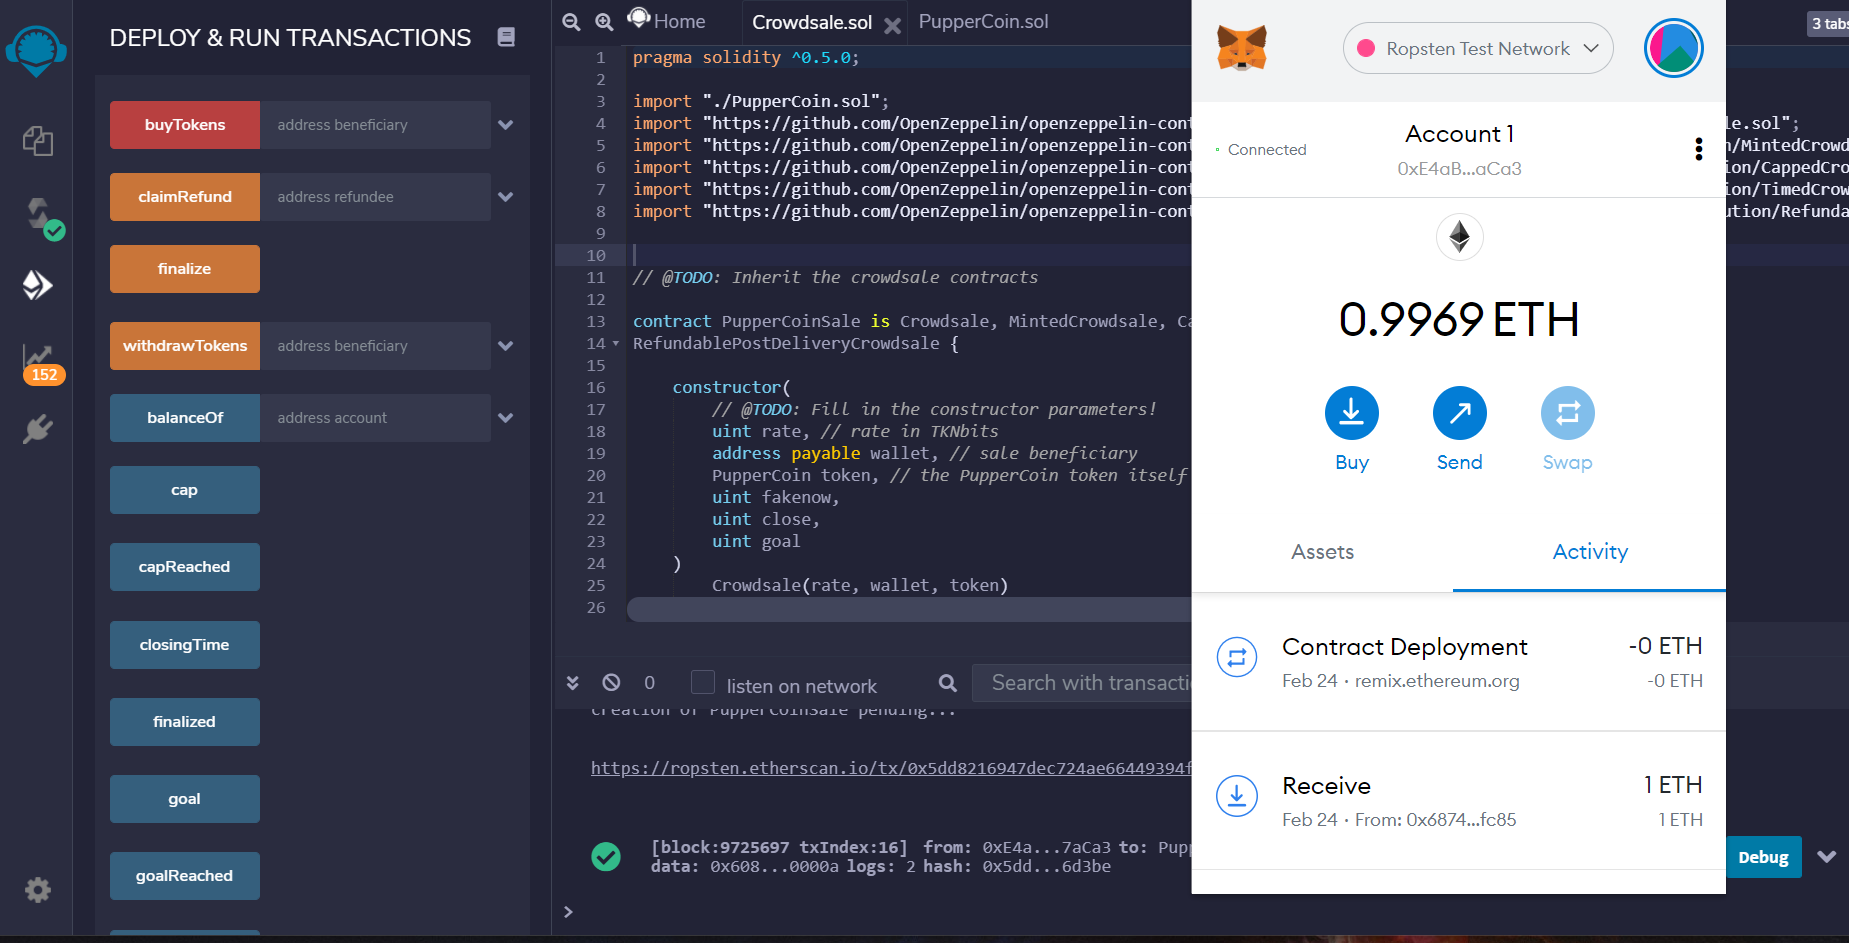 DEPLOY & RUN TRANSACTIONS
buyTokens address beneficiary
claimRefund address refundee
finalize
withdrawTokens address beneficiary
balanceOf address account
cap
capReached
closingTime
finalized
goal
goalReached
152
Home
Crowdsale.sol
PupperCoin.sol
3 tabs
1 pragma solidity ^0.5.0;
2
3 import "./PupperCoin.sol";
4 import "https://github.com/OpenZeppelin/openzeppelin-cont le.sol";
5 import "https://github.com/OpenZeppelin/openzeppelin-cont n/MintedCrowd
6 import "https://github.com/OpenZeppelin/openzeppelin-cont ion/CappedCro
7 import "https://github.com/OpenZeppelin/openzeppelin-cont ion/TimedCrow
8 import "https://github.com/OpenZeppelin/openzeppelin-cont ution/Refunda
9
10
11 // @TODO: Inherit the crowdsale contracts
12
13 contract PupperCoinSale is Crowdsale, MintedCrowdsale, Ca
14 RefundablePostDeliveryCrowdsale {
15
16 constructor(
17 // @TODO: Fill in the constructor parameters!
18 uint rate, // rate in TKNbits
19 address payable wallet, // sale beneficiary
20 PupperCoin token, // the PupperCoin token itself
21 uint fakenow,
22 uint close,
23 uint goal
24 )
25 Crowdsale(rate, wallet, token)
26
0 listen on network Search with transacti
creation of PupperCoinSale pending...
https://ropsten.etherscan.io/tx/0x5dd8216947dec724ae66449394f
[block:9725697 txIndex:16] from: 0xE4a...7aCa3 to: Pupp
data: 0x608...0000a logs: 2 hash: 0x5dd...6d3be
Debug
>
Ropsten Test Network
Connected
Account 1
0xE4aB...aCa3
0.9969 ETH
Buy Send Swap
Assets Activity
Contract Deployment -0 ETH
Feb 24 · remix.ethereum.org -0 ETH
Receive 1 ETH
Feb 24 · From: 0x6874...fc85 1 ETH